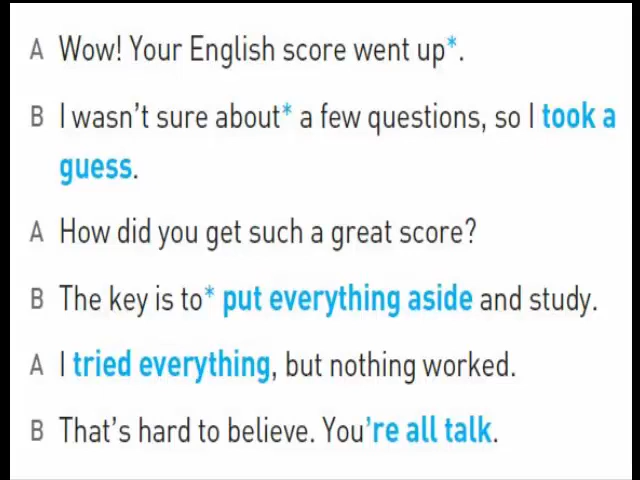 A Wow! Your English score went up*.
B I wasn't sure about* a few questions, so I took a
guess.
A How did you get such a great score?
B The key is to* put everything aside and study.
A I tried everything, but nothing worked.
B That's hard to believe. You're all talk.